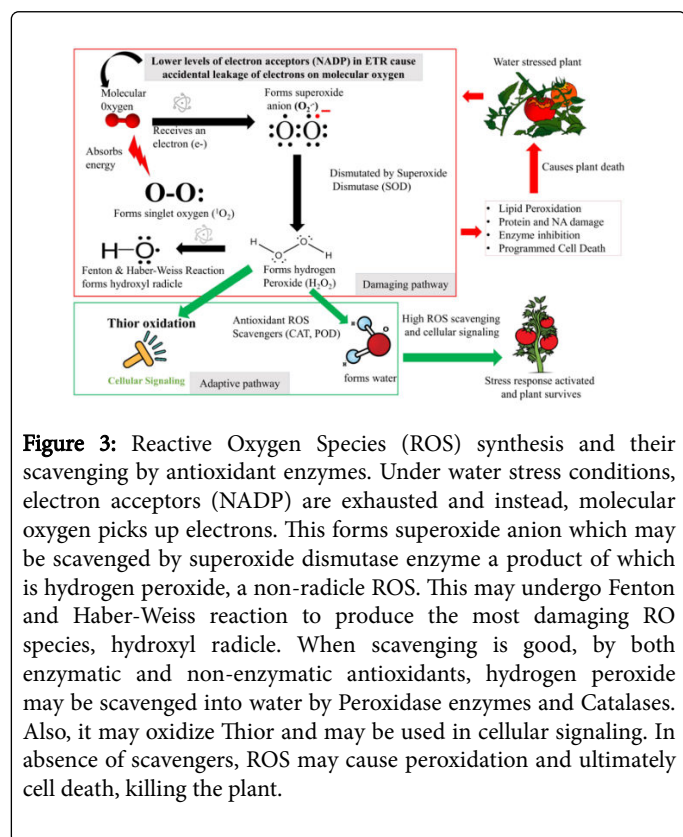 Lower levels of electron acceptors (NADP) in ETR cause
accidental leakage of electrons on molecular oxygen
Water stressed plant
Molecular
0xygen
Forms superoxide
anion (O₂•−)
Receives an
electron (e-)
Absorbs
energy
:O:O:
Dismutated by Superoxide
Dismutase (SOD)
Causes plant death
O-O:
Forms singlet oxygen (¹O₂)
• Lipid Peroxidation
• Protein and NA damage
• Enzyme inhibition
• Programmed Cell Death
H–O•
H O O H
Fenton & Haber-Weiss Reaction
forms hydroxyl radicle
Forms hydrogen
Peroxide (H₂O₂)
Damaging pathway
Thior oxidation
Antioxidant ROS
Scavengers (CAT, POD)
High ROS scavenging
and cellular signaling
Cellular Signaling
Adaptive pathway
H O H
forms water
Stress response activated
and plant survives
Figure 3: Reactive Oxygen Species (ROS) synthesis and their
scavenging by antioxidant enzymes. Under water stress conditions,
electron acceptors (NADP) are exhausted and instead, molecular
oxygen picks up electrons. This forms superoxide anion which may
be scavenged by superoxide dismutase enzyme a product of which
is hydrogen peroxide, a non-radicle ROS. This may undergo Fenton
and Haber-Weiss reaction to produce the most damaging RO
species, hydroxyl radicle. When scavenging is good, by both
enzymatic and non-enzymatic antioxidants, hydrogen peroxide
may be scavenged into water by Peroxidase enzymes and Catalases.
Also, it may oxidize Thior and may be used in cellular signaling. In
absence of scavengers, ROS may cause peroxidation and ultimately
cell death, killing the plant.